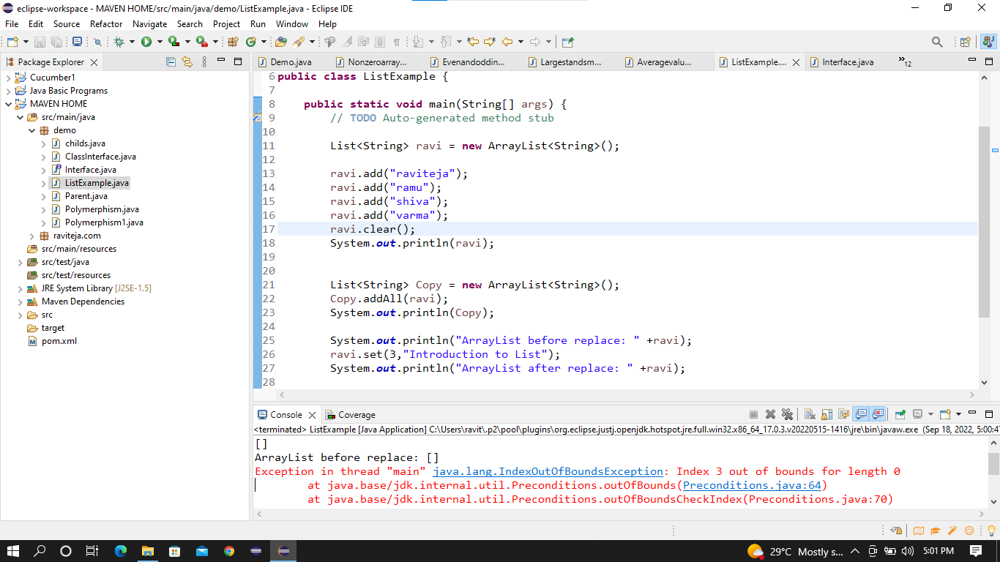 eclipse-workspace - MAVEN HOME/src/main/java/demo/ListExample.java - Eclipse IDE
File Edit Source Refactor Navigate Search Project Run Window Help
Package Explorer
Cucumber1
Java Basic Programs
MAVEN HOME
src/main/java
demo
childs.java
ClassInterface.java
Interface.java
ListExample.java
Parent.java
Polymerphism.java
Polymerphism1.java
raviteja.com
src/main/resources
src/test/java
src/test/resources
JRE System Library [J2SE-1.5]
Maven Dependencies
src
target
pom.xml
Demo.java Nonzeroarray... Evenandoddin... Largestandsm... Averagevalu... ListExample.... Interface.java »12
6 public class ListExample {
7
8 public static void main(String[] args) {
9 // TODO Auto-generated method stub
10
11 List<String> ravi = new ArrayList<String>();
12
13 ravi.add("raviteja");
14 ravi.add("ramu");
15 ravi.add("shiva");
16 ravi.add("varma");
17 ravi.clear();
18 System.out.println(ravi);
19
20
21 List<String> Copy = new ArrayList<String>();
22 Copy.addAll(ravi);
23 System.out.println(Copy);
24
25 System.out.println("ArrayList before replace: " +ravi);
26 ravi.set(3,"Introduction to List");
27 System.out.println("ArrayList after replace: " +ravi);
28
Console Coverage
<terminated> ListExample [Java Application] C:\Users\ravit\.p2\pool\plugins\org.eclipse.justj.openjdk.hotspot.jre.full.win32.x86_64_17.0.3.v20220515-1416\jre\bin\javaw.exe (Sep 18, 2022, 5:00:4
[]
ArrayList before replace: []
Exception in thread "main" java.lang.IndexOutOfBoundsException: Index 3 out of bounds for length 0
at java.base/jdk.internal.util.Preconditions.outOfBounds(Preconditions.java:64)
at java.base/jdk.internal.util.Preconditions.outOfBoundsCheckIndex(Preconditions.java:70)
29°C Mostly s... 5:01 PM